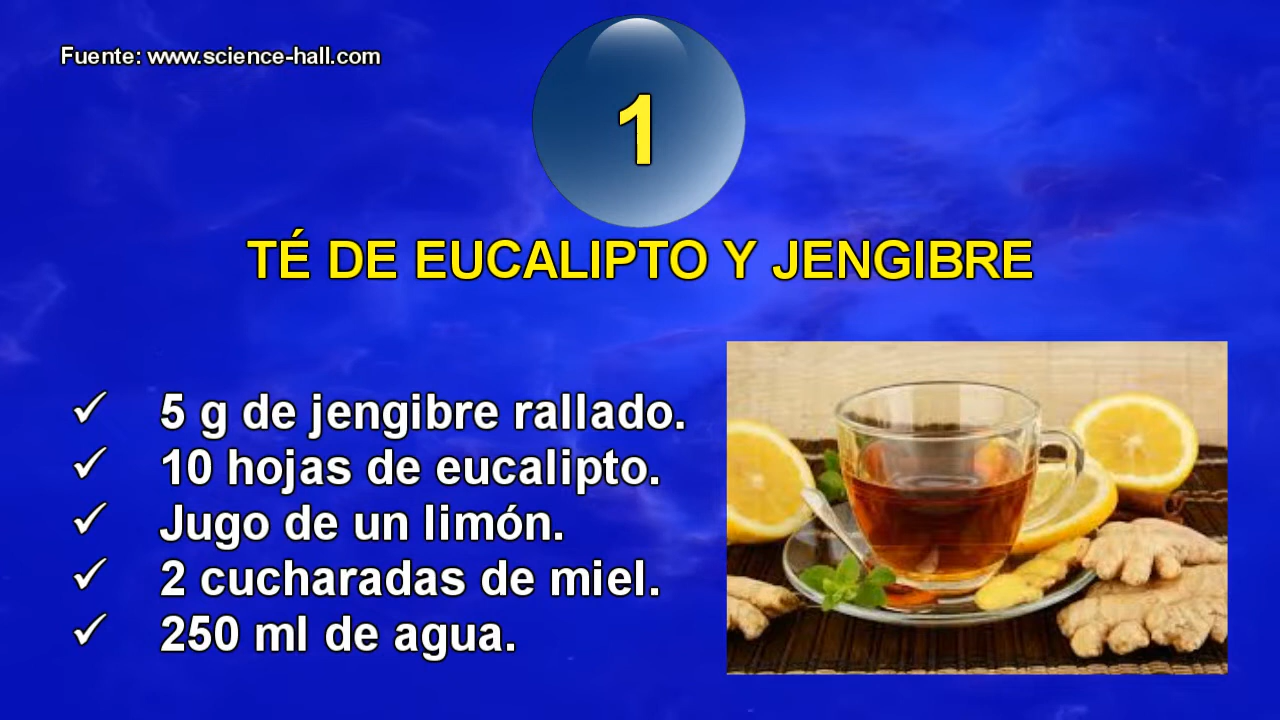 Fuente: www.science-hall.com
1
TÉ DE EUCALIPTO Y JENGIBRE
✓ 5 g de jengibre rallado.
✓ 10 hojas de eucalipto.
✓ Jugo de un limón.
✓ 2 cucharadas de miel.
✓ 250 ml de agua.